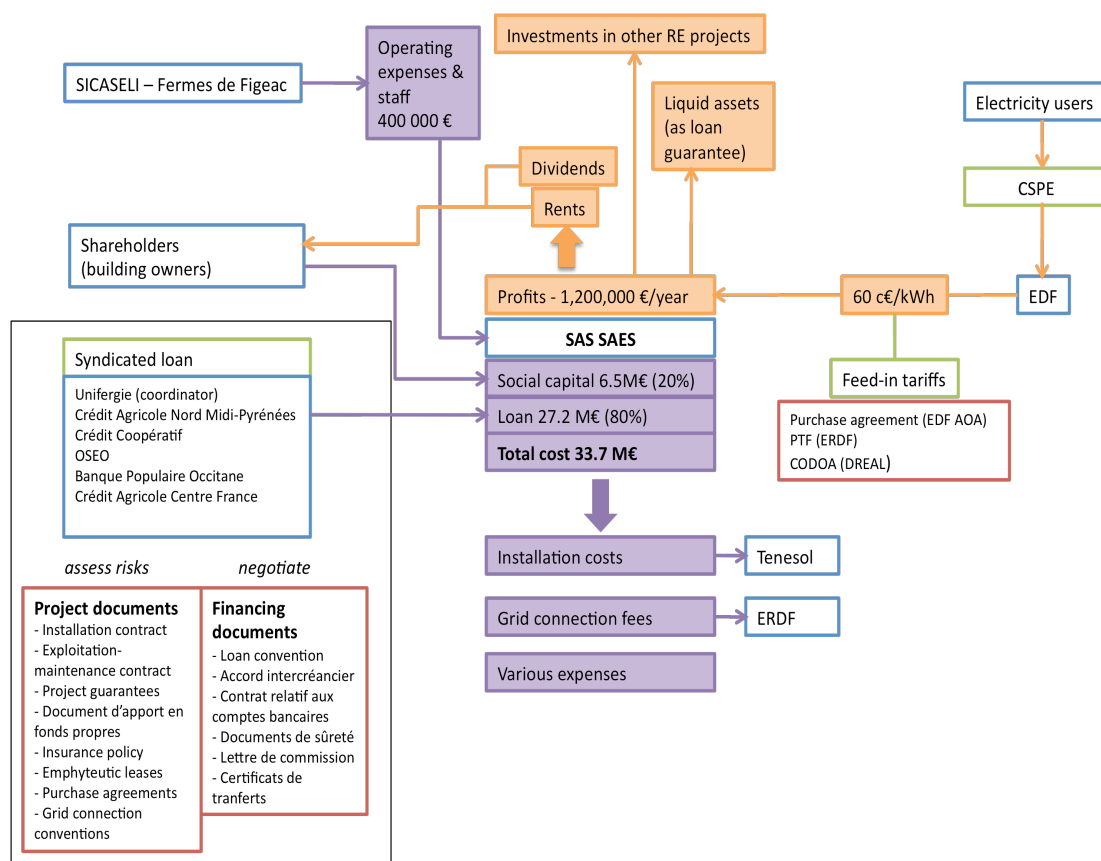 Investments in other RE projects
Operating
expenses &
staff
400 000 €
SICASELI – Fermes de Figeac
Liquid assets
(as loan
guarantee)
Electricity users
Dividends
CSPE
Rents
Shareholders
(building owners)
Profits - 1,200,000 €/year
60 c€/kWh
EDF
SAS SAES
Syndicated loan
Social capital 6.5M€ (20%)
Feed-in tariffs
Unifergie (coordinator)
Crédit Agricole Nord Midi-Pyrénées
Crédit Coopératif
OSEO
Banque Populaire Occitane
Crédit Agricole Centre France
Loan 27.2 M€ (80%)
Total cost 33.7 M€
Purchase agreement (EDF AOA)
PTF (ERDF)
CODOA (DREAL)
Installation costs
Tenesol
assess risks
negotiate
Project documents
- Installation contract
- Exploitation-
maintenance contract
- Project guarantees
- Document d'apport en
fonds propres
- Insurance policy
- Emphyteutic leases
- Purchase agreements
- Grid connection
conventions
Financing
documents
- Loan convention
- Accord intercréancier
- Contrat relatif aux
comptes bancaires
- Documents de sûreté
- Lettre de commission
- Certificats de
tranferts
Grid connection fees
ERDF
Various expenses